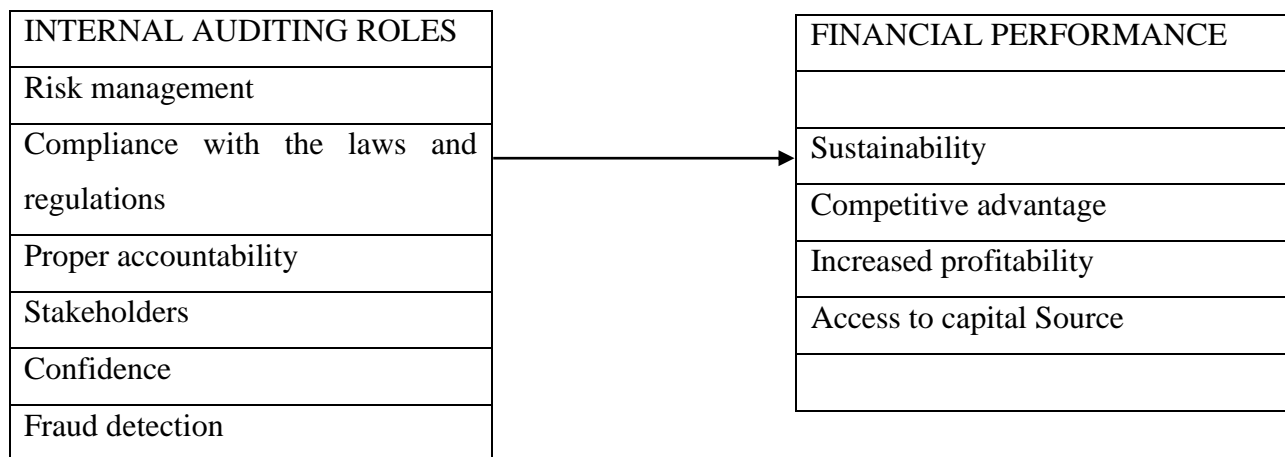 INTERNAL AUDITING ROLES
Risk management
Compliance with the laws and
regulations
Proper accountability
Stakeholders
Confidence
Fraud detection
FINANCIAL PERFORMANCE
Sustainability
Competitive advantage
Increased profitability
Access to capital Source